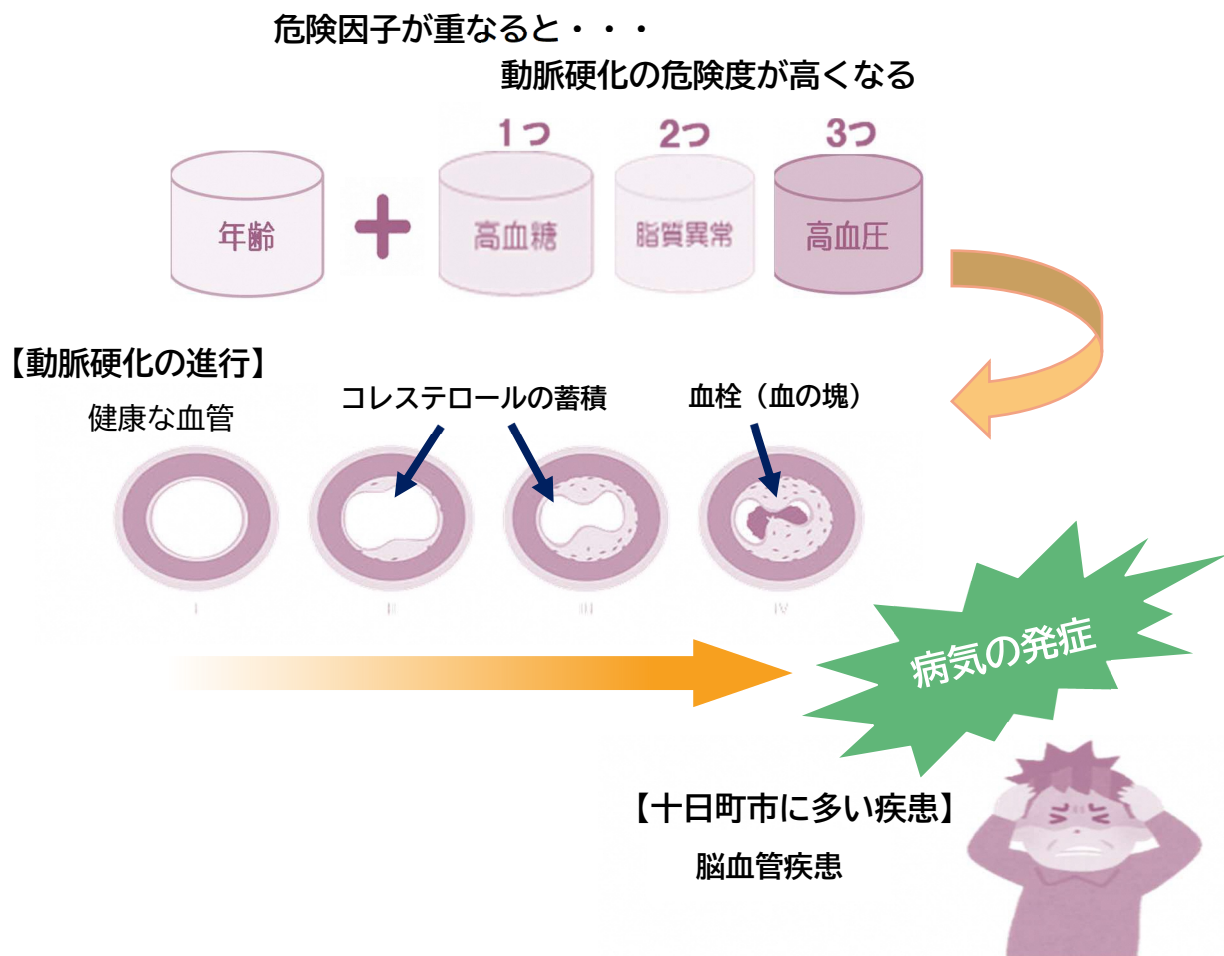 危険因子が重なると・・・
動脈硬化の危険度が高くなる
1つ
2つ
3つ
年齢
+
高血糖
脂質異常
高血圧
【動脈硬化の進行】
健康な血管
コレステロールの蓄積
血栓（血の塊）
I
II
III
IV
病気の発症
【十日町市に多い疾患】
脳血管疾患